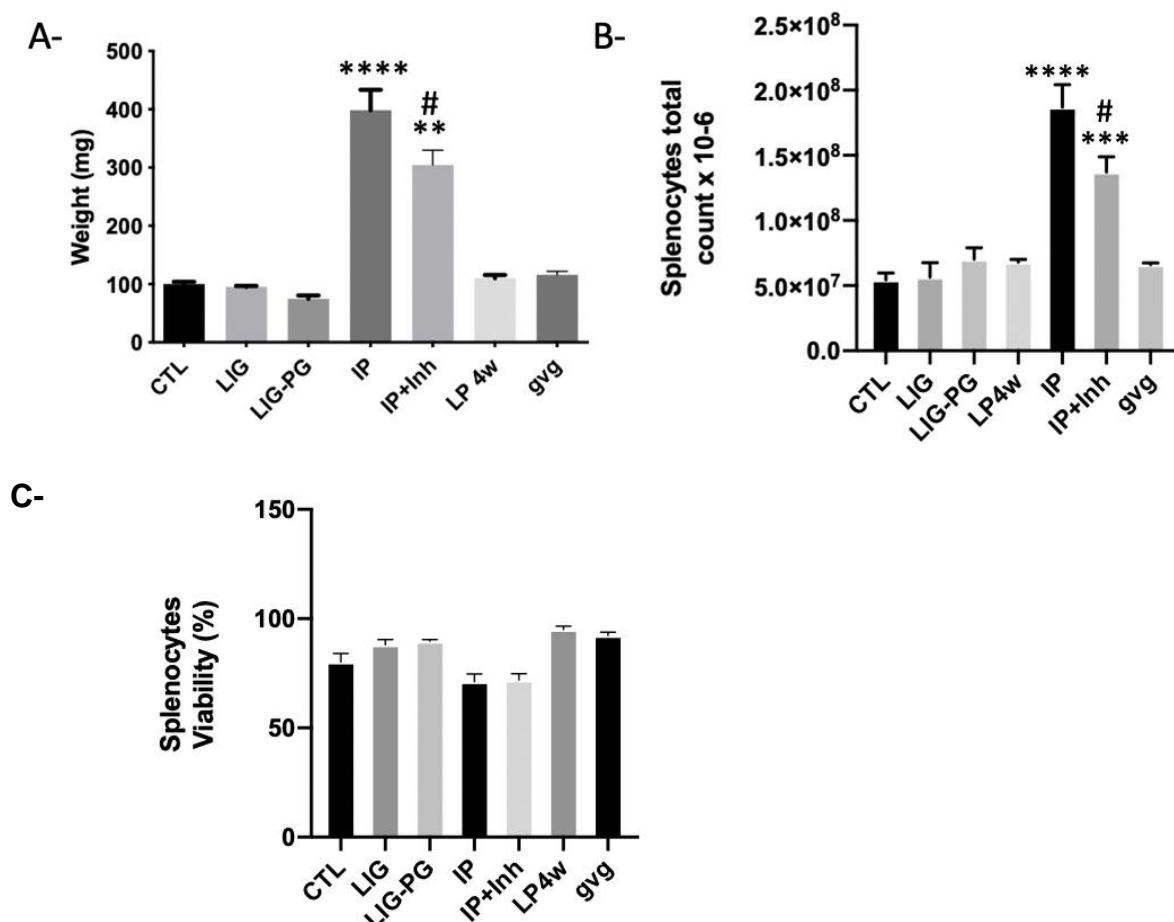 A-
Weight (mg)
500
400
300
200
100
0
****
#
**
CTL
LIG
LIG-PG
IP
IP+Inh
LP 4w
gvg
B-
Splenocytes total
count x 10-6
2.5×10⁸
2.0×10⁸
1.5×10⁸
1.0×10⁸
5.0×10⁷
0.0
****
#
***
CTL
LIG
LIG-PG
LP4w
IP
IP+Inh
gvg
C-
Splenocytes
Viability (%)
150
100
50
0
CTL
LIG
LIG-PG
IP
IP+Inh
LP4w
gvg